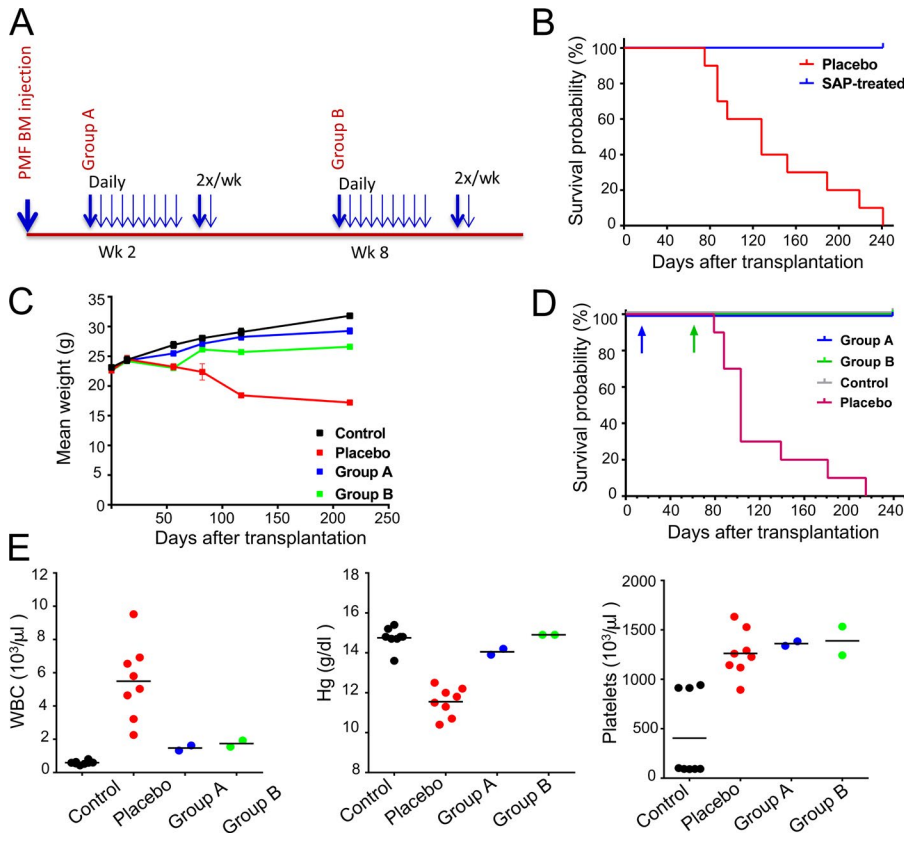 A
PMF BM injection
Group A
Daily
2x/wk
Group B
Daily
2x/wk
Wk 2
Wk 8
B
Survival probability (%)
100
80
60
40
20
0
0 40 80 120 160 200 240
Days after transplantation
Placebo
SAP-treated
C
Mean weight (g)
35
30
25
20
15
10
5
0
50 100 150 200 250
Days after transplantation
Control
Placebo
Group A
Group B
D
Survival probability (%)
100
80
60
40
20
0
0 40 80 120 160 200 240
Days after transplantation
Group A
Group B
Control
Placebo
E
WBC (10³/µl )
12
10
8
6
4
2
0
Control
Placebo
Group A
Group B
Hg (g/dl )
18
16
14
12
10
8
Control
Placebo
Group A
Group B
Platelets (10³/µl )
2000
1500
1000
500
0
Control
Placebo
Group A
Group B